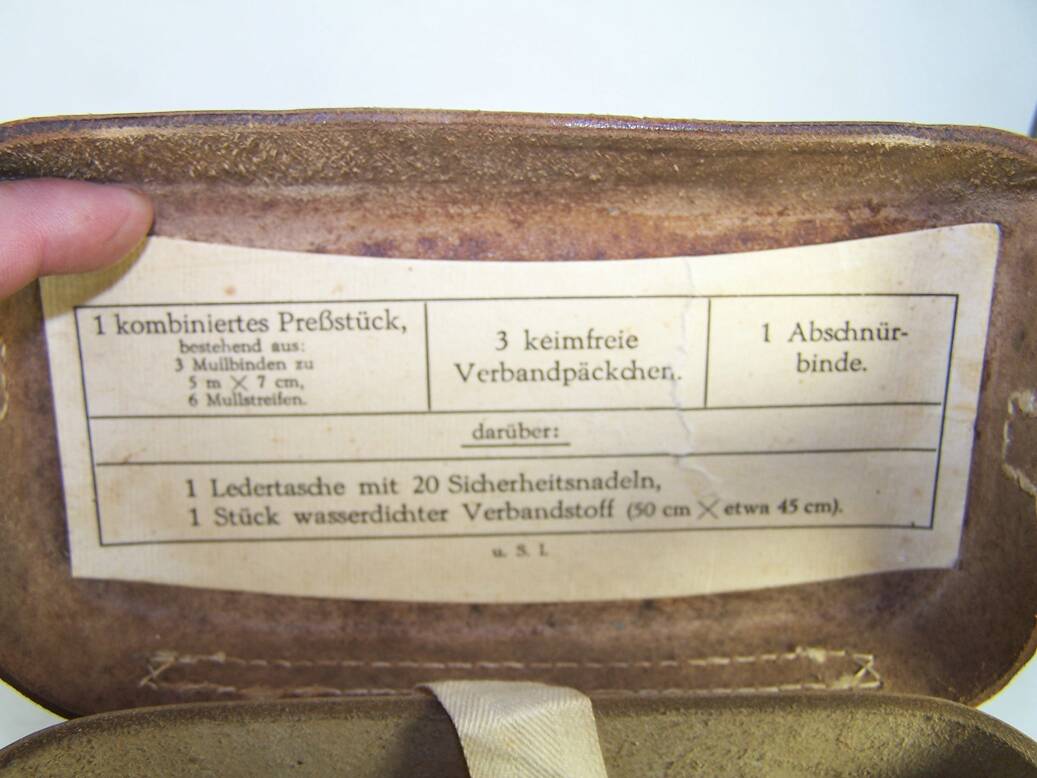 1 kombiniertes Preßstück,
bestehend aus:
3 Mullbinden zu
5 m × 7 cm,
6 Mullstreifen.
3 keimfreie
Verbandpäckchen.
1 Abschnür-
binde.
darüber:
1 Ledertasche mit 20 Sicherheitsnadeln,
1 Stück wasserdichter Verbandstoff (50 cm × etwa 45 cm).
u. S. I.